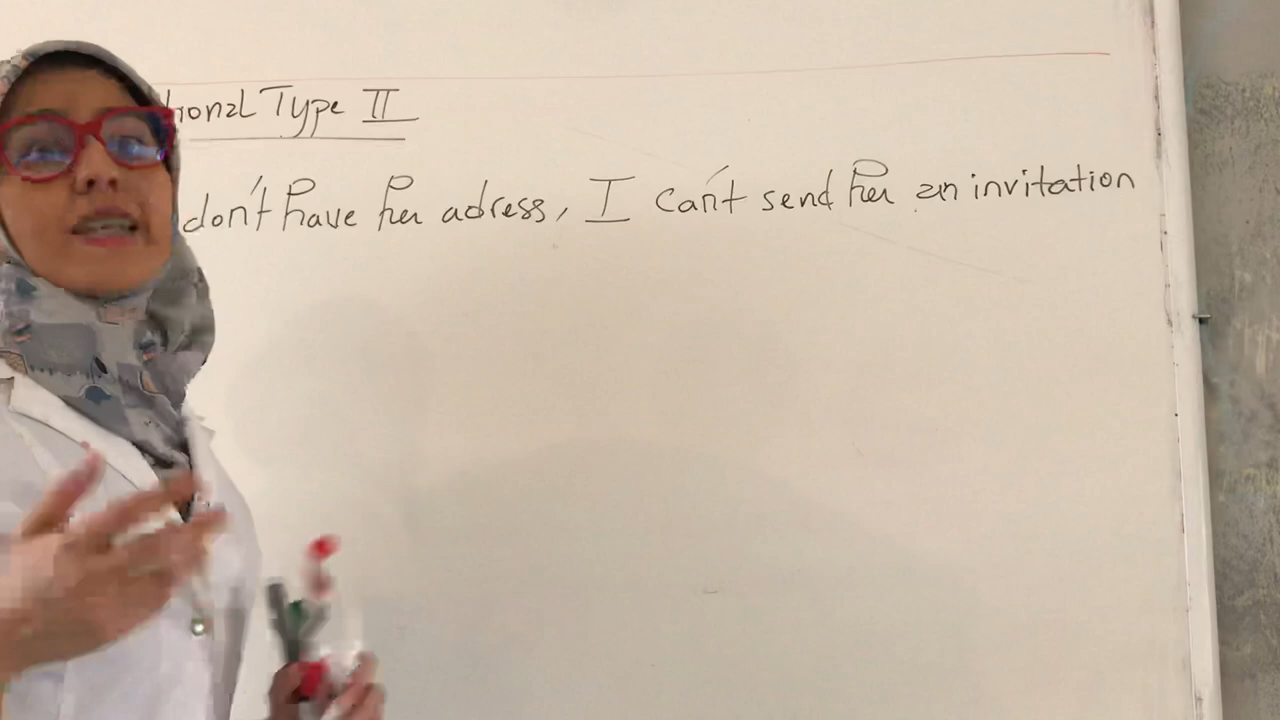 tional Type II
don't have her adress, I can't send her an invitation